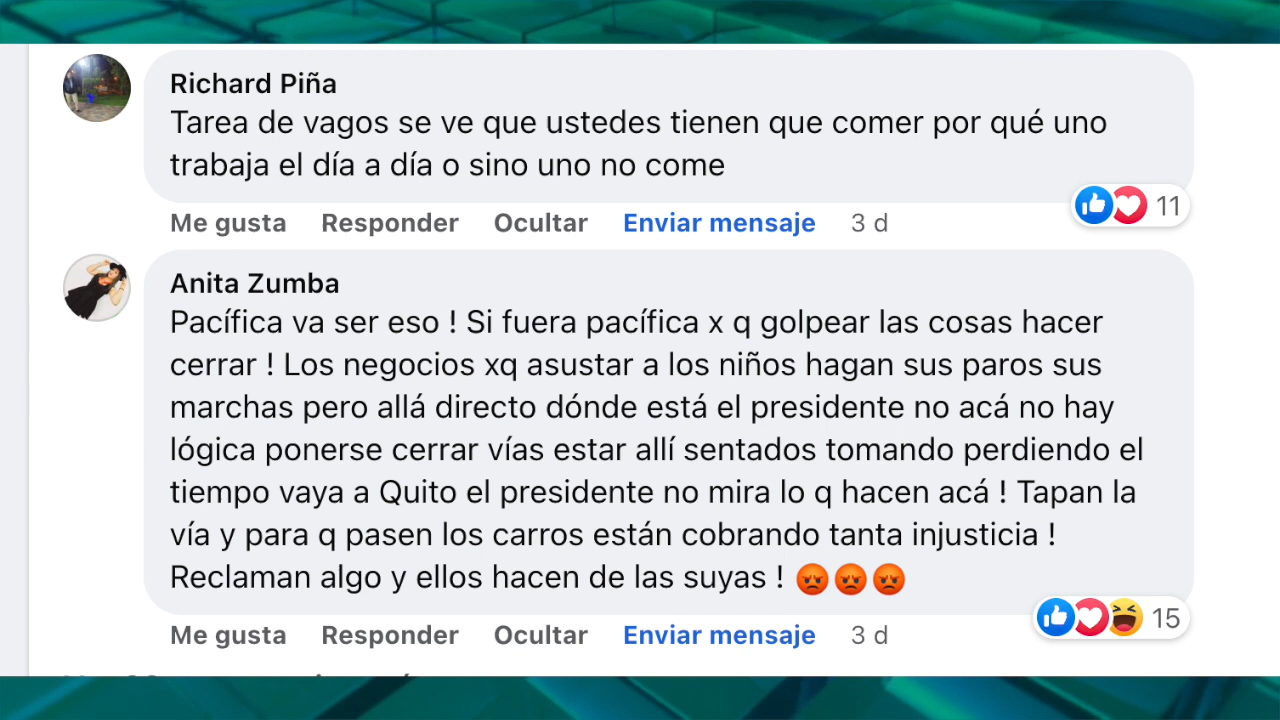 Richard Piña
Tarea de vagos se ve que ustedes tienen que comer por qué uno
trabaja el día a día o sino uno no come
11
Me gusta Responder Ocultar Enviar mensaje 3 d
Anita Zumba
Pacífica va ser eso ! Si fuera pacífica x q golpear las cosas hacer
cerrar ! Los negocios xq asustar a los niños hagan sus paros sus
marchas pero allá directo dónde está el presidente no acá no hay
lógica ponerse cerrar vías estar allí sentados tomando perdiendo el
tiempo vaya a Quito el presidente no mira lo q hacen acá ! Tapan la
vía y para q pasen los carros están cobrando tanta injusticia !
Reclaman algo y ellos hacen de las suyas ! 😡😡😡
15
Me gusta Responder Ocultar Enviar mensaje 3 d